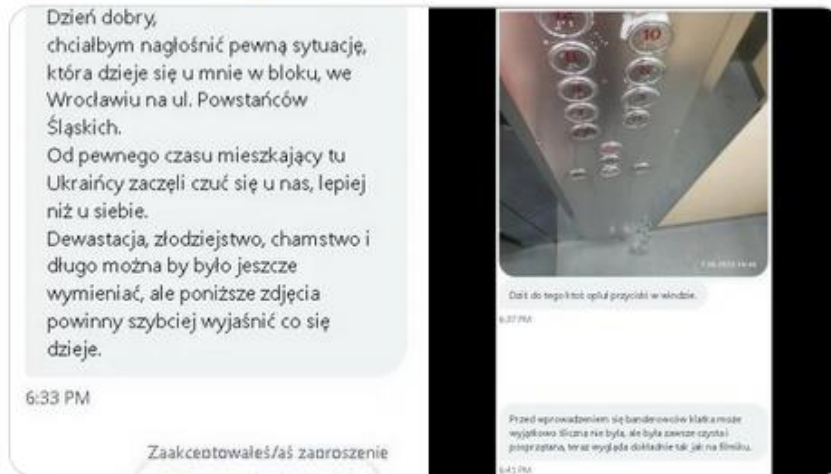 Dzień dobry,
chciałbym nagłośnić pewną sytuację,
która dzieje się u mnie w bloku, we
Wrocławiu na ul. Powstańców
Śląskich.
Od pewnego czasu mieszkający tu
Ukraińcy zaczęli czuć się u nas, lepiej
niż u siebie.
Dewastacja, złodziejstwo, chamstwo i
długo można by było jeszcze
wymieniać, ale poniższe zdjęcia
powinny szybciej wyjaśnić co się
dzieje.
6:33 PM
Zaakceptowałeś/aś zaproszenie
10
Dziś do tego ktoś opluł przyciski w windzie.
6:37 PM
Przed wprowadzeniem się banderowców klatka może
wyjątkowo śliczna nie była, ale była zawsze czysta i
posprzątana, teraz wygląda dokładnie tak jak na filmiku.
6:41 PM